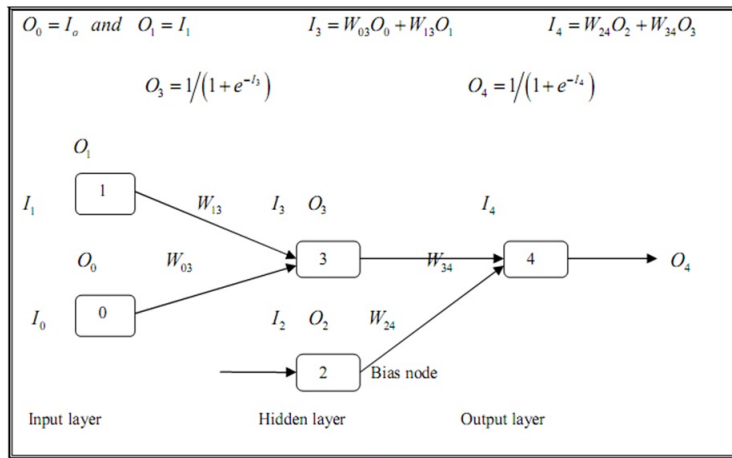 O₀ = Iₒ and O₁ = I₁ I₃ = W₀₃O₀ + W₁₃O₁ I₄ = W₂₄O₂ + W₃₄O₃
O₃ = 1/(1 + e^{-I₃}) O₄ = 1/(1 + e^{-I₄})
O₁
1
I₁ W₁₃ I₃ O₃ I₄
O₀ W₀₃ 3 W₃₄ 4 O₄
0
I₀ I₂ O₂ W₂₄
2 Bias node
Input layer Hidden layer Output layer